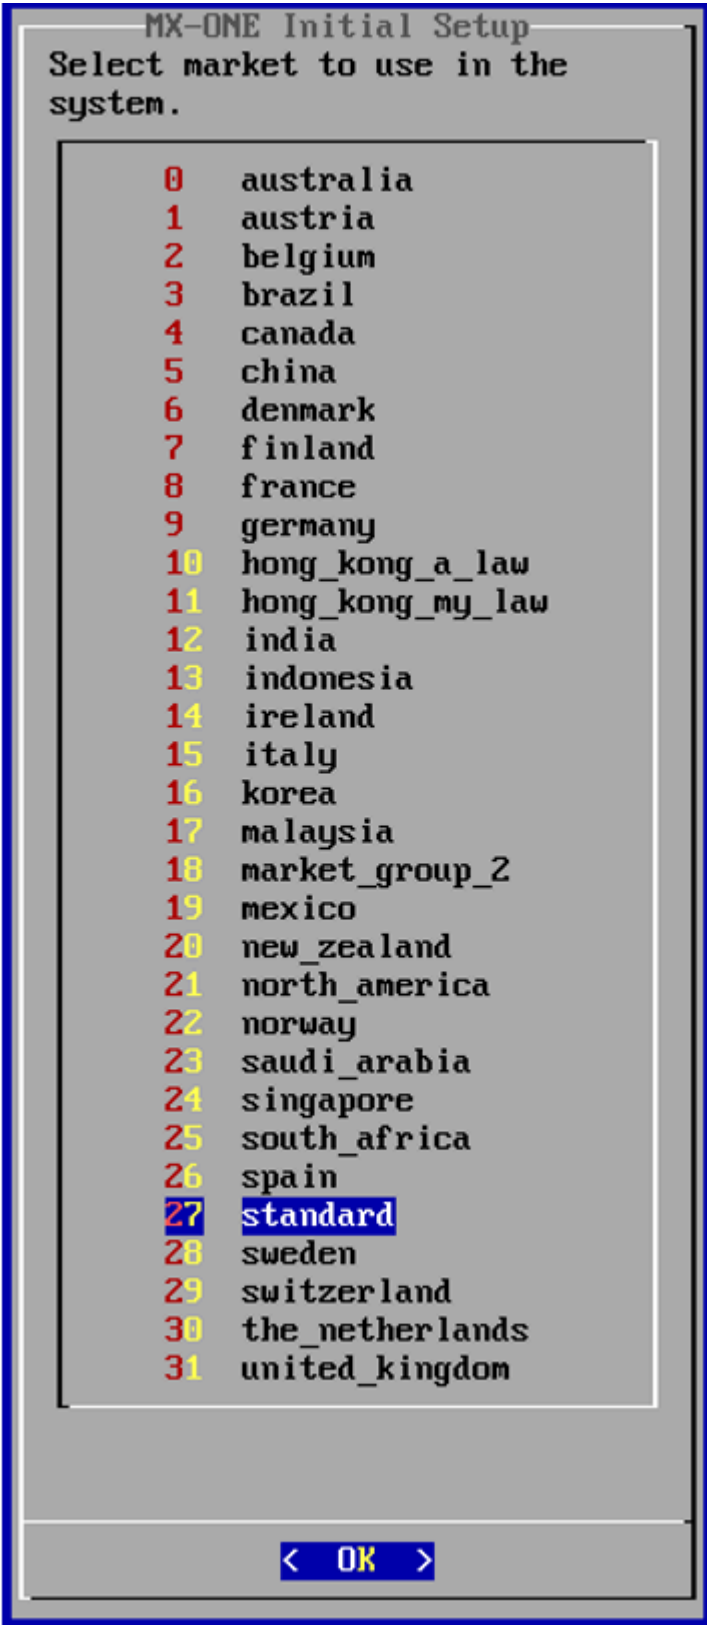 MX-ONE Initial Setup
Select market to use in the
system.
0 australia
1 austria
2 belgium
3 brazil
4 canada
5 china
6 denmark
7 finland
8 france
9 germany
10 hong_kong_a_law
11 hong_kong_my_law
12 india
13 indonesia
14 ireland
15 italy
16 korea
17 malaysia
18 market_group_2
19 mexico
20 new_zealand
21 north_america
22 norway
23 saudi_arabia
24 singapore
25 south_africa
26 spain
27 standard
28 sweden
29 switzerland
30 the_netherlands
31 united_kingdom
< OK >